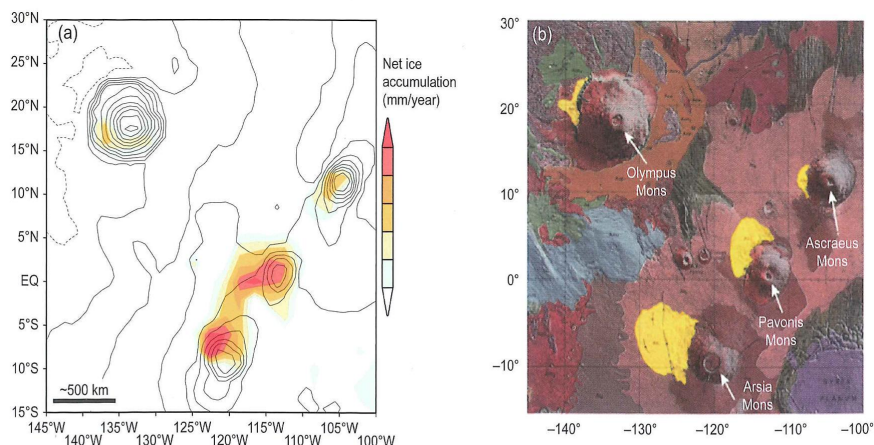 (a)
30°N
25°N
20°N
15°N
10°N
5°N
EQ
5°S
10°S
15°S
145°W
140°W
135°W
130°W
125°W
120°W
115°W
110°W
105°W
100°W
~500 km
Net ice
accumulation
(mm/year)
(b)
30°
20°
10°
0°
–10°
–140°
–130°
–120°
–110°
–100°
Olympus
Mons
Ascraeus
Mons
Pavonis
Mons
Arsia
Mons
PLANUM